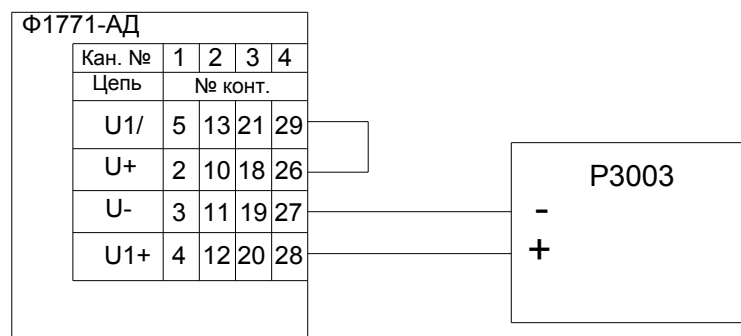 Ф1771-АД
Кан. № 1 2 3 4
Цепь № конт.
U1/ 5 13 21 29
U+ 2 10 18 26
U- 3 11 19 27
U1+ 4 12 20 28
Р3003
-
+